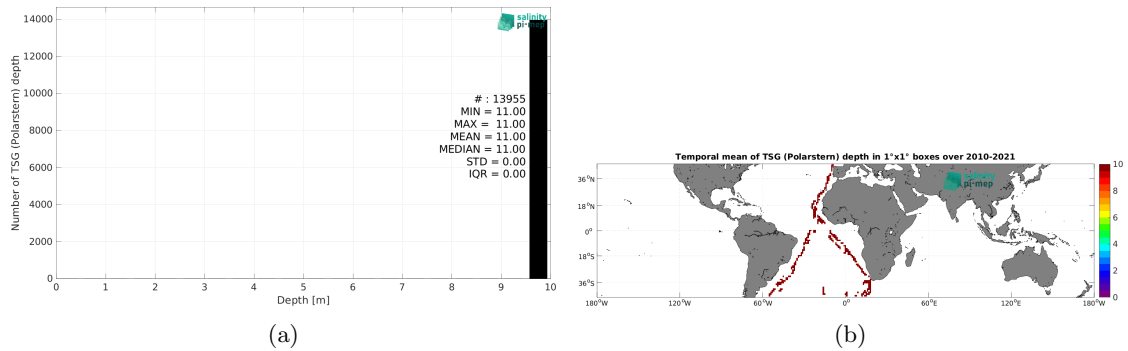 14000
12000
10000
8000
6000
4000
2000
0
Number of TSG (Polarstern) depth
salinity
pi-mep
# : 13955
MIN = 11.00
MAX = 11.00
MEAN = 11.00
MEDIAN = 11.00
STD = 0.00
IQR = 0.00
0 1 2 3 4 5 6 7 8 9 10
Depth [m]
(a)
Temporal mean of TSG (Polarstern) depth in 1°x1° boxes over 2010-2021
salinity
pi-mep
36°N
18°N
0°
18°S
36°S
180°W 120°W 60°W 0° 60°E 120°E 180°W
10
8
6
4
2
0
(b)